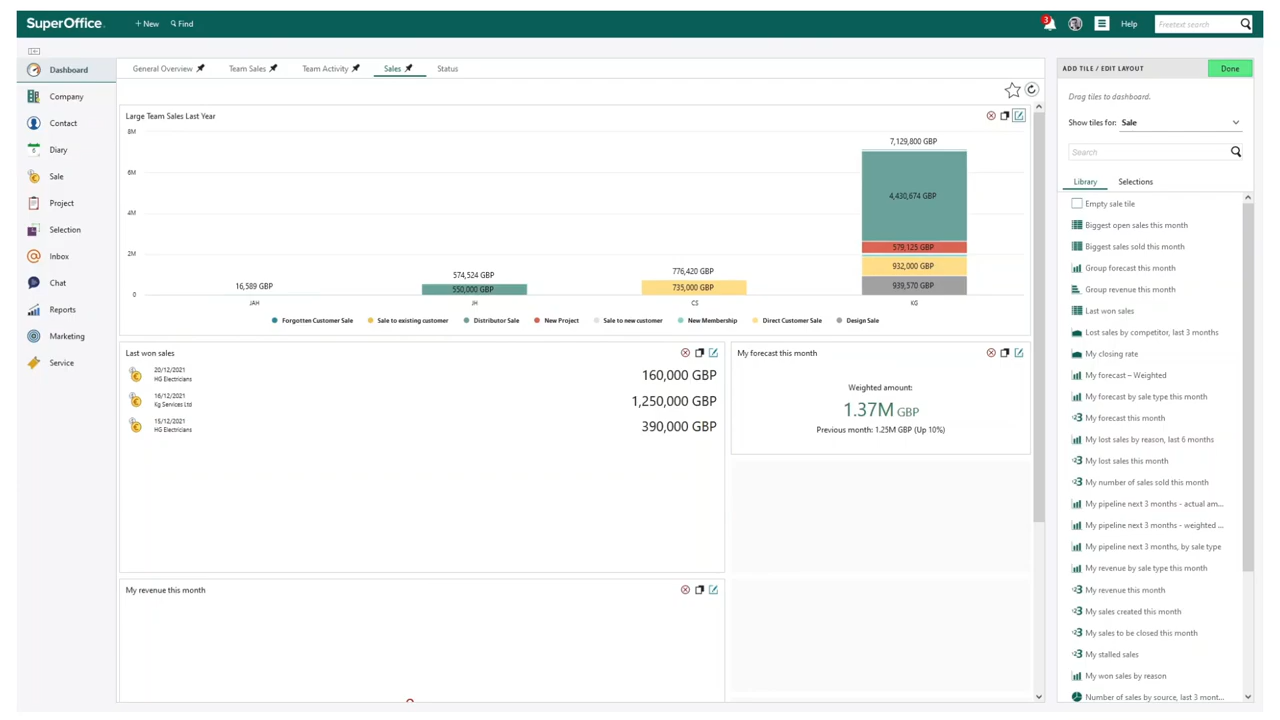 SuperOffice.
+ New
Find
3
Help
Freetext search
Dashboard
Company
Contact
6
Diary
Sale
Project
Selection
Inbox
Chat
Reports
Marketing
Service
General Overview
Team Sales
Team Activity
Sales
Status
Large Team Sales Last Year
8M
6M
4M
2M
0
16,589 GBP
574,524 GBP
550,000 GBP
776,420 GBP
735,000 GBP
7,129,800 GBP
4,430,674 GBP
579,125 GBP
932,000 GBP
939,570 GBP
JAH
JH
CS
KG
Forgotten Customer Sale
Sale to existing customer
Distributor Sale
New Project
Sale to new customer
New Membership
Direct Customer Sale
Design Sale
Last won sales
20/12/2021
HG Electricians
160,000 GBP
16/12/2021
Kg Services Ltd
1,250,000 GBP
15/12/2021
HG Electricians
390,000 GBP
My forecast this month
Weighted amount:
1.37M GBP
Previous month: 1.25M GBP (Up 10%)
My revenue this month
ADD TILE / EDIT LAYOUT
Done
Drag tiles to dashboard.
Show tiles for: Sale
Search
Library
Selections
Empty sale tile
Biggest open sales this month
Biggest sales sold this month
Group forecast this month
Group revenue this month
Last won sales
Lost sales by competitor, last 3 months
My closing rate
My forecast – Weighted
My forecast by sale type this month
My forecast this month
My lost sales by reason, last 6 months
My lost sales this month
My number of sales sold this month
My pipeline next 3 months - actual am...
My pipeline next 3 months - weighted ...
My pipeline next 3 months, by sale type
My revenue by sale type this month
My revenue this month
My sales created this month
My sales to be closed this month
My stalled sales
My won sales by reason
Number of sales by source, last 3 mont...